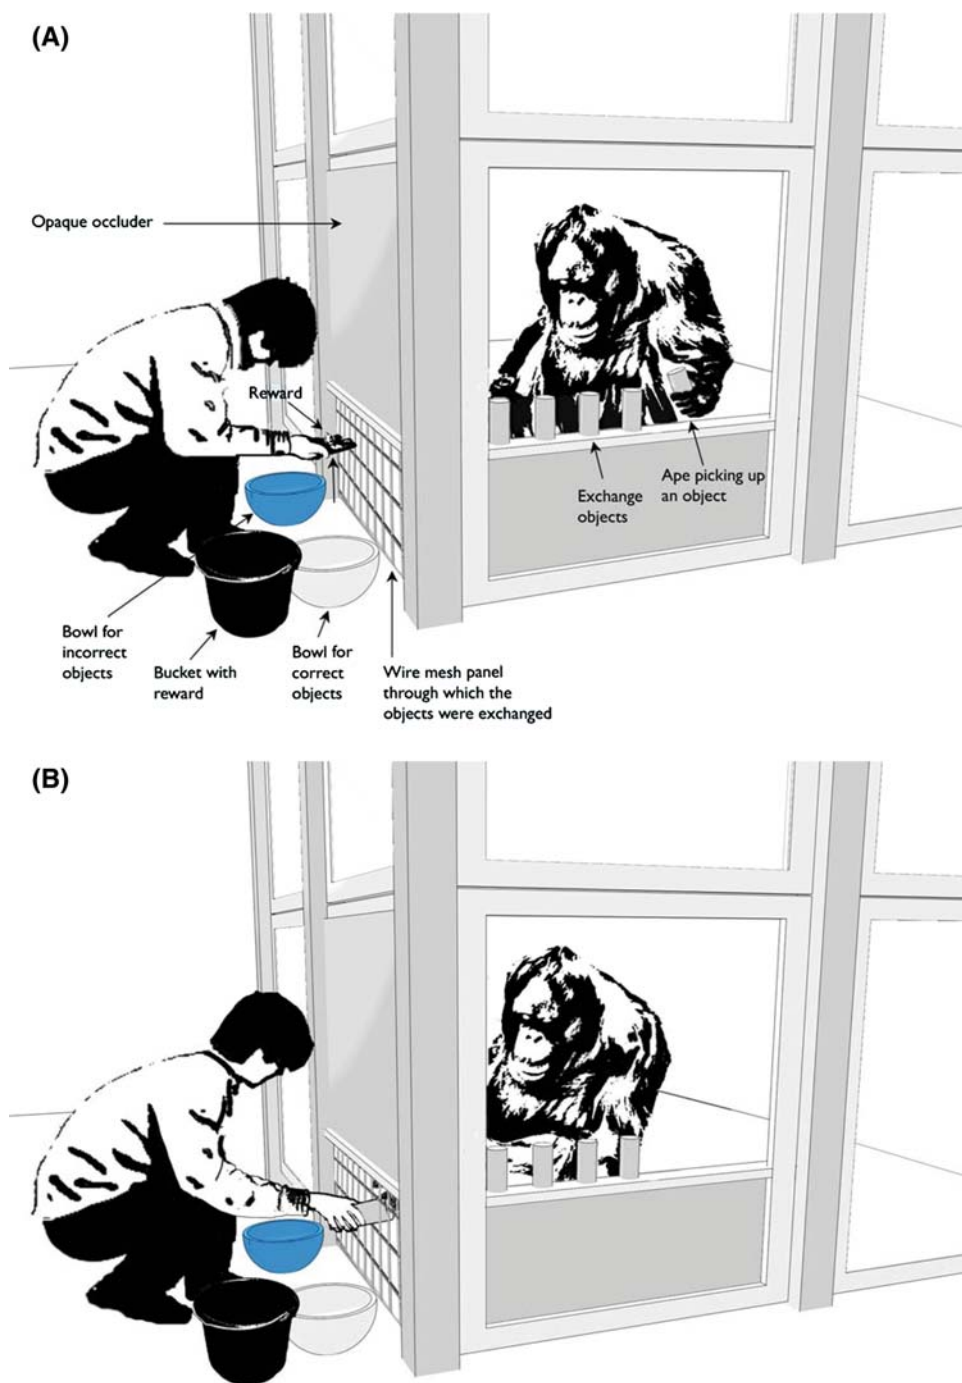 (A)
Opaque occluder
Reward
Ape picking up
an object
Exchange
objects
Bowl for
incorrect
objects
Bucket with
reward
Bowl for
correct
objects
Wire mesh panel
through which the
objects were exchanged
(B)